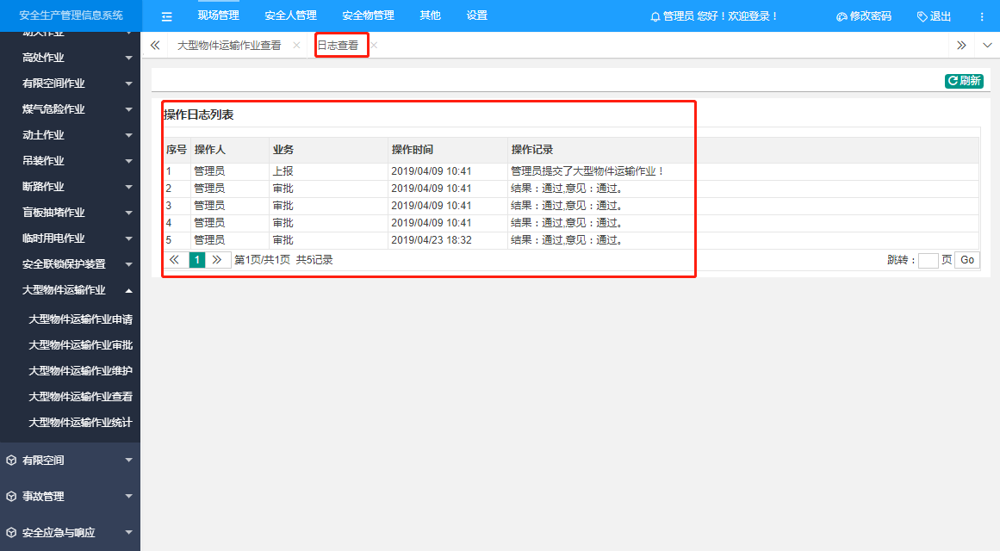 安全生产管理信息系统
现场管理 安全人管理 安全物管理 其他 设置 管理员 您好！欢迎登录！ 修改密码 退出
动火作业
高处作业
有限空间作业
煤气危险作业
动土作业
吊装作业
断路作业
盲板抽堵作业
临时用电作业
安全联锁保护装置
大型物件运输作业
大型物件运输作业申请
大型物件运输作业审批
大型物件运输作业维护
大型物件运输作业查看
大型物件运输作业统计
有限空间
事故管理
安全应急与响应
大型物件运输作业查看 日志查看
刷新
操作日志列表
序号 操作人 业务 操作时间 操作记录
1 管理员 上报 2019/04/09 10:41 管理员提交了大型物件运输作业！
2 管理员 审批 2019/04/09 10:41 结果：通过,意见：通过。
3 管理员 审批 2019/04/09 10:41 结果：通过,意见：通过。
4 管理员 审批 2019/04/09 10:41 结果：通过,意见：通过。
5 管理员 审批 2019/04/23 18:32 结果：通过,意见：通过。
1 第1页/共1页 共5记录 跳转： 页 Go